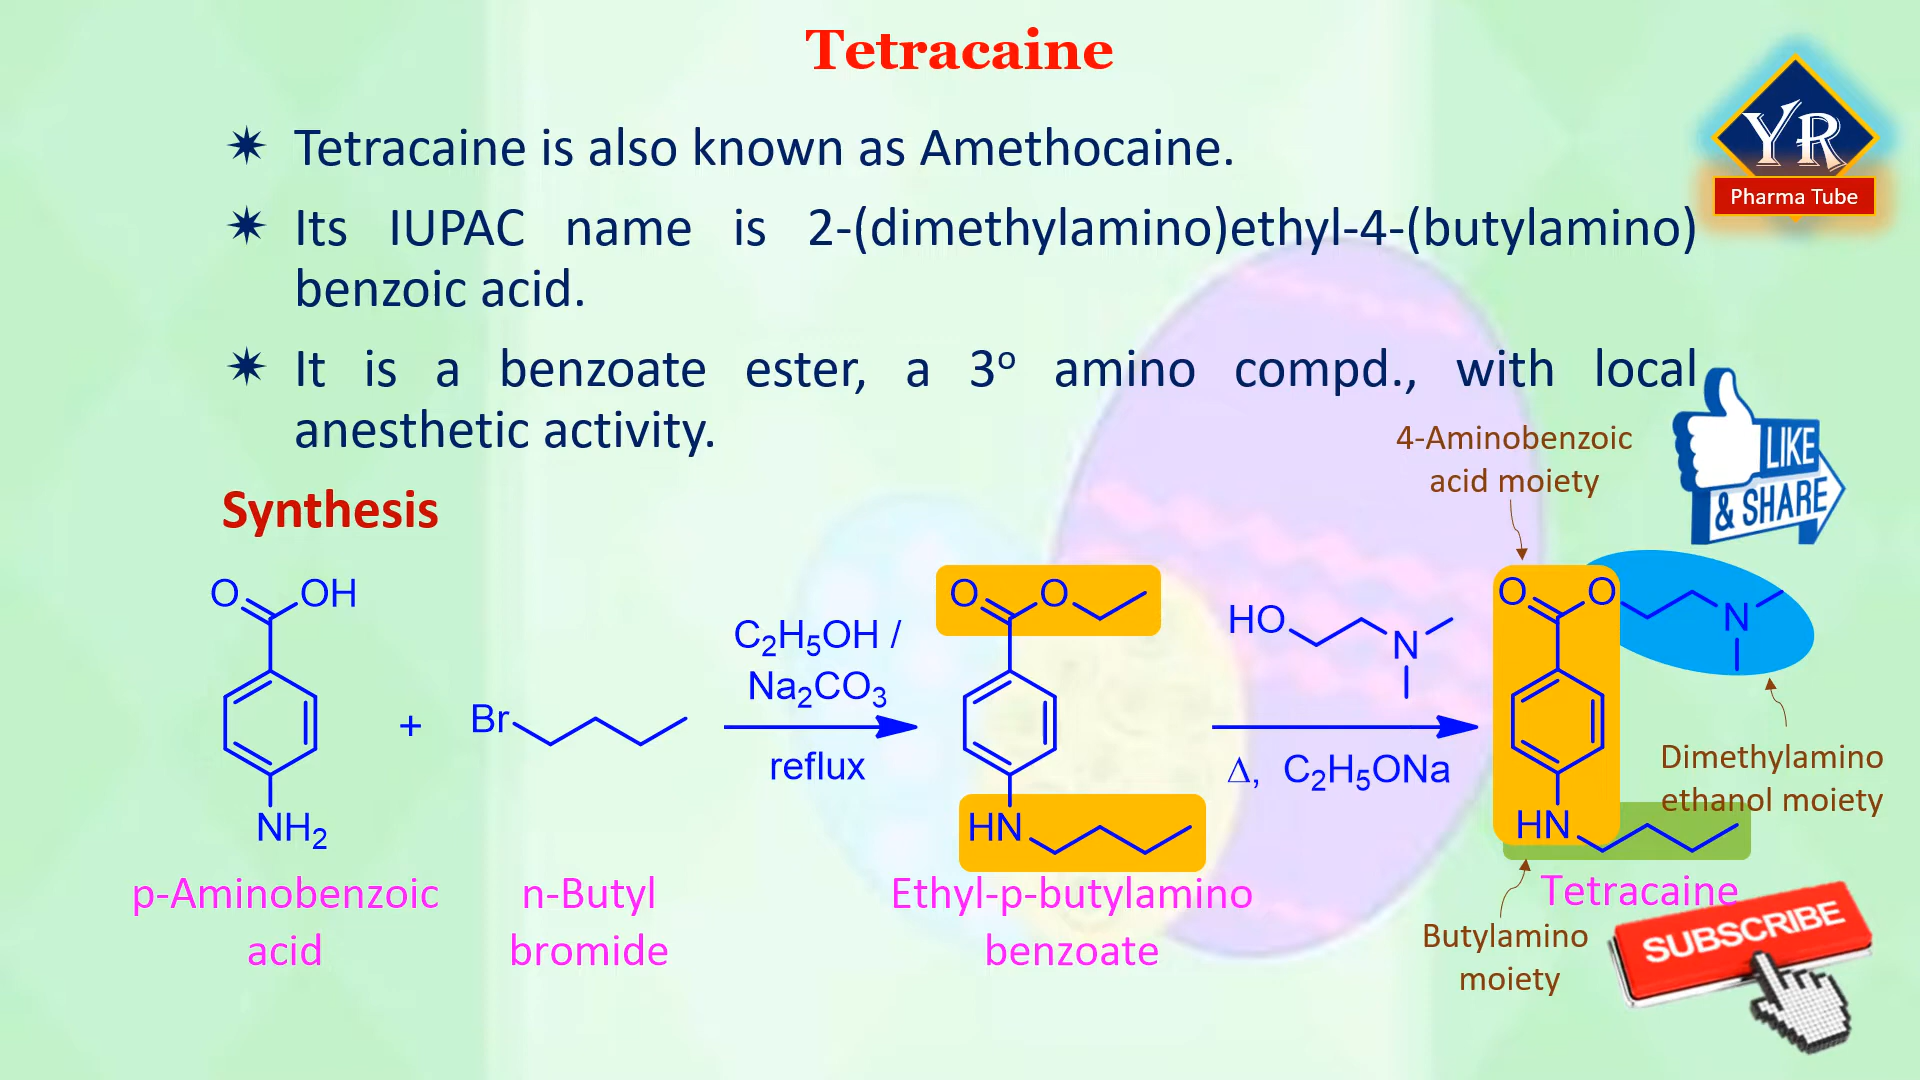 Tetracaine
YR
Pharma Tube
✷ Tetracaine is also known as Amethocaine.
✷ Its IUPAC name is 2-(dimethylamino)ethyl-4-(butylamino)
benzoic acid.
✷ It is a benzoate ester, a 3º amino compd., with local
anesthetic activity.
LIKE
& SHARE
4-Aminobenzoic
acid moiety
Synthesis
O OH
NH₂
+
Br
C₂H₅OH /
Na₂CO₃
reflux
O O
HN
HO
N
Δ, C₂H₅ONa
O O
N
HN
Dimethylamino
ethanol moiety
p-Aminobenzoic
acid
n-Butyl
bromide
Ethyl-p-butylamino
benzoate
Tetracaine
Butylamino
moiety
SUBSCRIBE